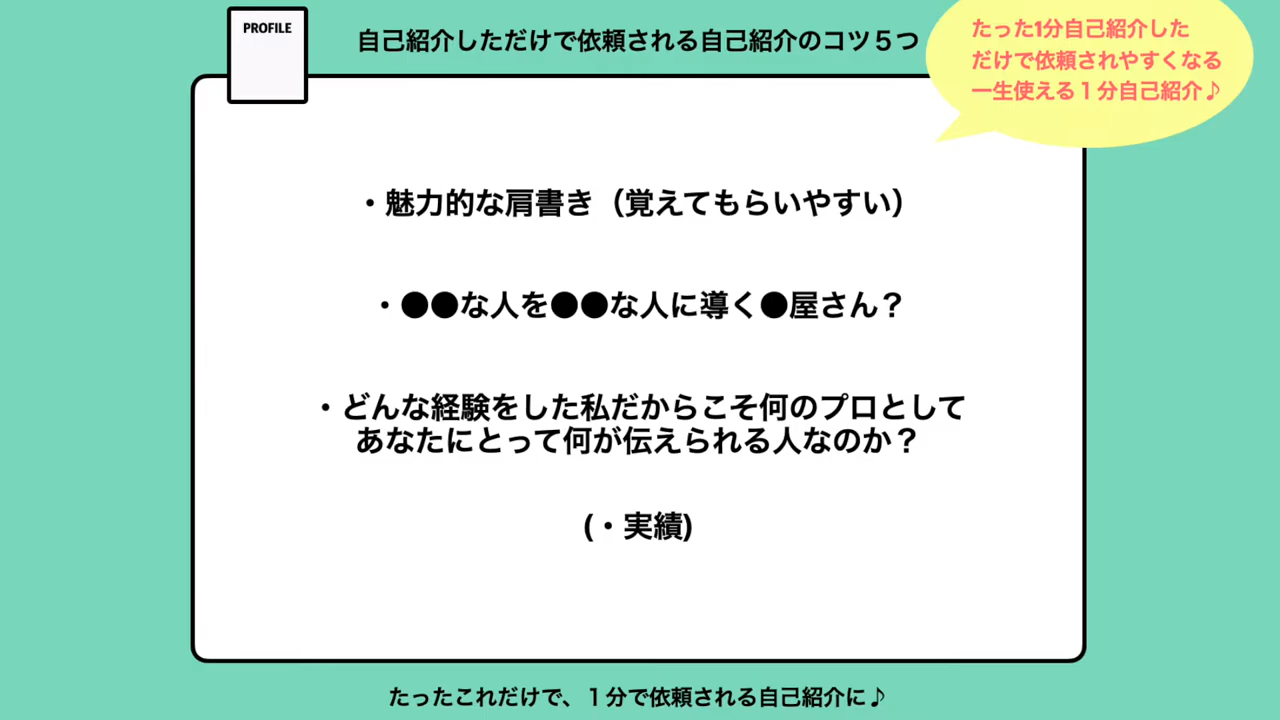 PROFILE
自己紹介しただけで依頼される自己紹介のコツ５つ
たった1分自己紹介した
だけで依頼されやすくなる
一生使える１分自己紹介♪
・魅力的な肩書き（覚えてもらいやすい）
・●●な人を●●な人に導く●屋さん？
・どんな経験をした私だからこそ何のプロとして
あなたにとって何が伝えられる人なのか？
(・実績)
たったこれだけで、１分で依頼される自己紹介に♪